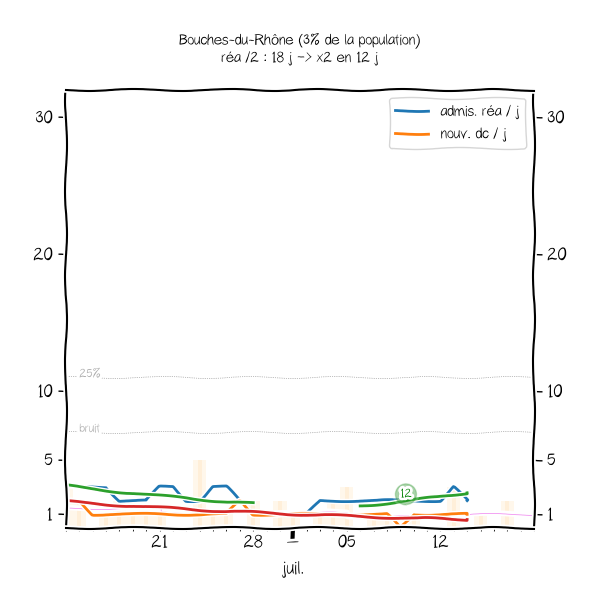 Bouches-du-Rhône (3% de la population)
réa /2 : 18 j -> x2 en 12 j
admis. réa / j
nouv. dc / j
30
30
20
20
25%
10
10
bruit
5
5
12
1
1
21
28
1
05
12
juil.